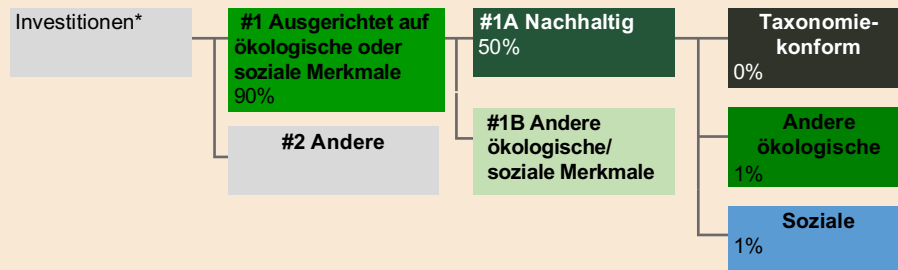 Investitionen*
#1 Ausgerichtet auf
ökologische oder
soziale Merkmale
90%
#2 Andere
#1A Nachhaltig
50%
#1B Andere
ökologische/
soziale Merkmale
Taxonomie-
konform
0%
Andere
ökologische
1%
Soziale
1%